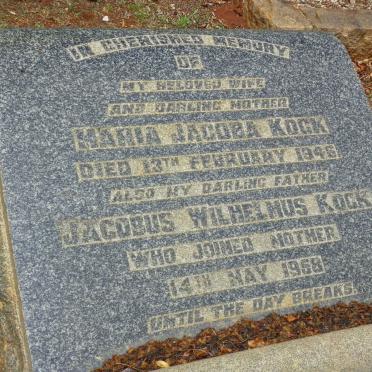 IN CHERISHED MEMORY
OF
MY BELOVED WIFE
AND DARLING MOTHER
MARIA JACOBA KOCK
DIED 13TH FEBRUARY 1948
ALSO MY DARLING FATHER
JACOBUS WILHELMUS KOCK
WHO JOINED MOTHER
14TH MAY 1968
UNTIL THE DAY BREAKS.